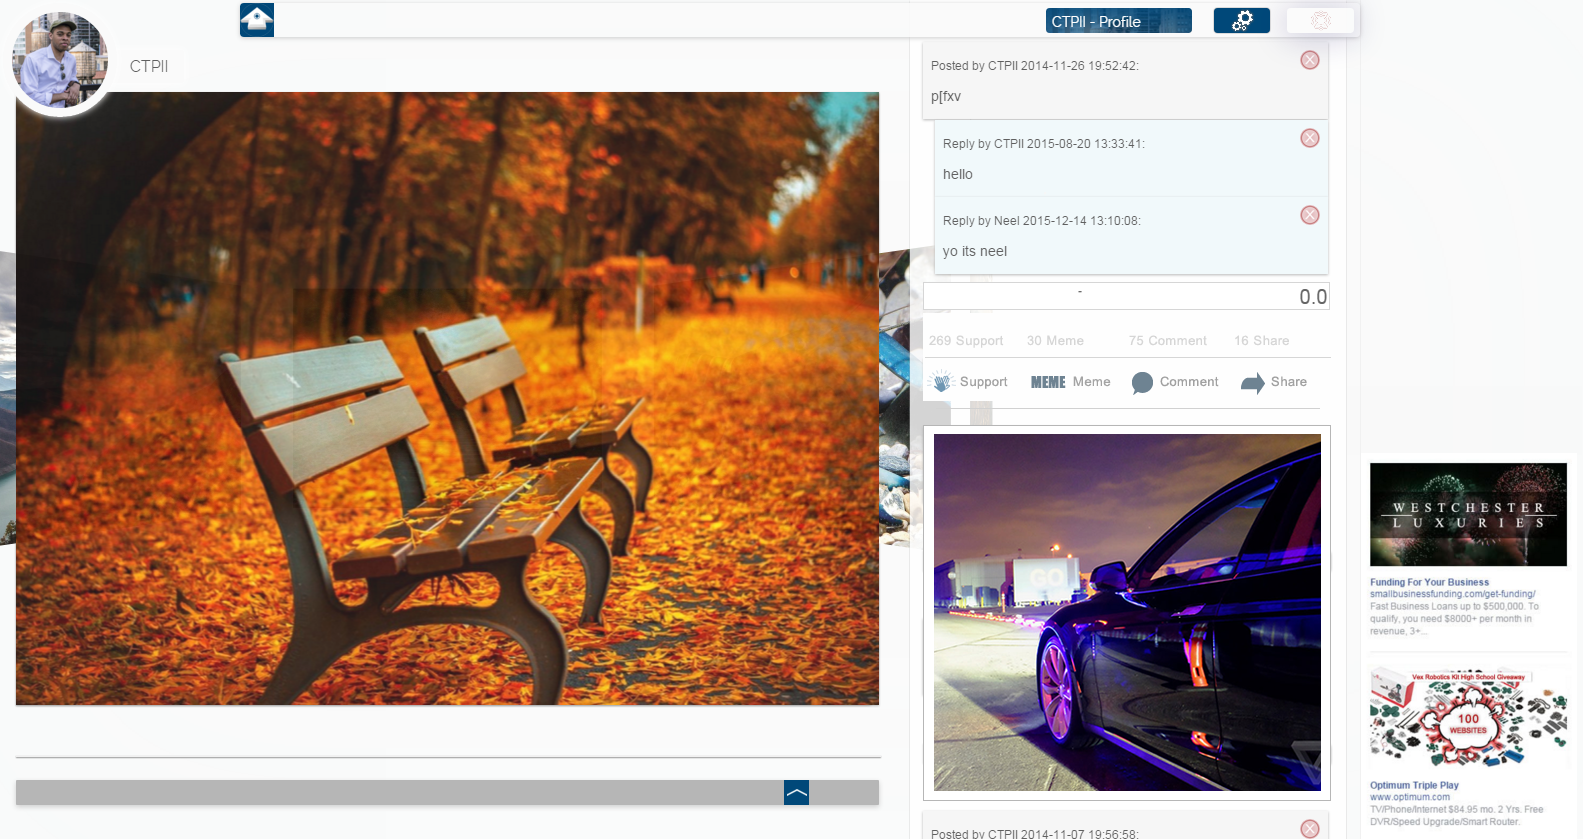 CTPII - Profile
CTPII
Posted by CTPII 2014-11-26 19:52:42:
p[fxv
Reply by CTPII 2015-08-20 13:33:41:
hello
Reply by Neel 2015-12-14 13:10:08:
yo its neel
-
0.0
269 Support 30 Meme 75 Comment 16 Share
Support MEME Meme Comment Share
GO
WESTCHESTER
LUXURIES
Funding For Your Business
smallbusinessfunding.com/get-funding/
Fast Business Loans up to $500,000. To
qualify, you need $8000+ per month in
revenue, 3+...
Vex Robotics Kit High School Giveaway
100
WEBSITES
Optimum Triple Play
www.optimum.com
TV/Phone/Internet $84.95 mo. 2 Yrs. Free
DVR/Speed Upgrade/Smart Router.
Posted by CTPII 2014-11-07 19:56:58: